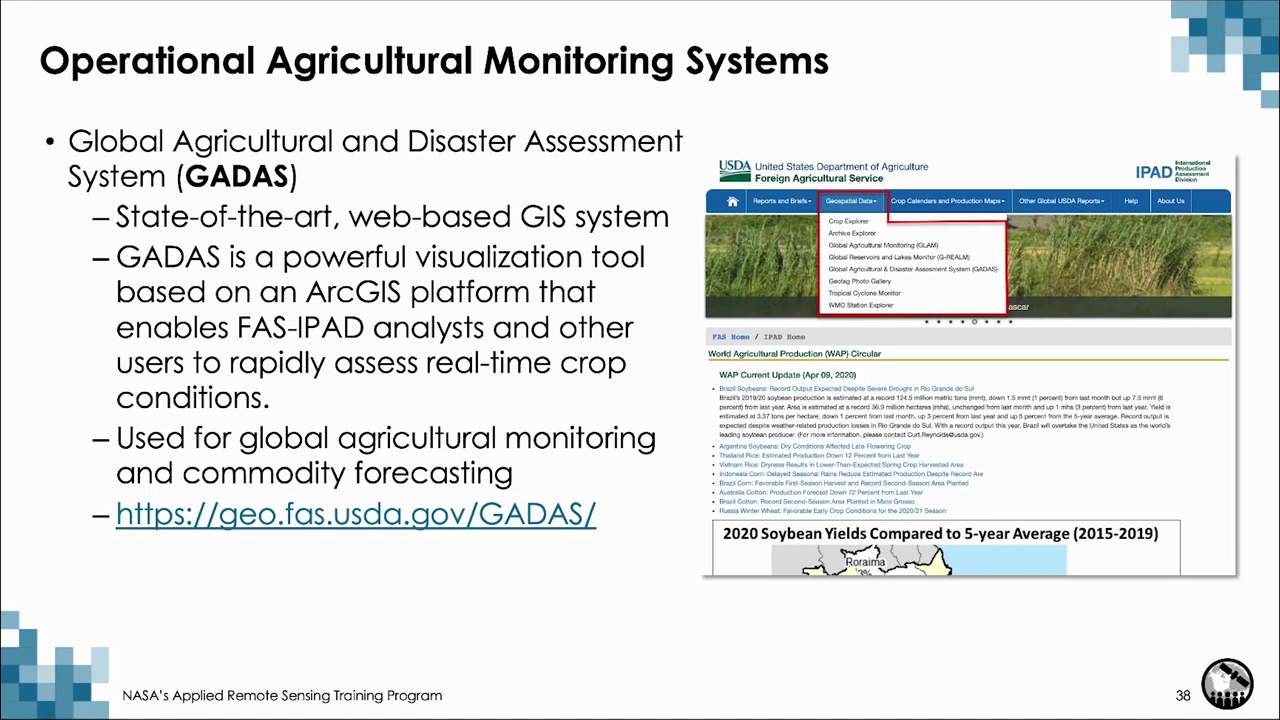 Operational Agricultural Monitoring Systems
• Global Agricultural and Disaster Assessment
System (GADAS)
– State-of-the-art, web-based GIS system
– GADAS is a powerful visualization tool
based on an ArcGIS platform that
enables FAS-IPAD analysts and other
users to rapidly assess real-time crop
conditions.
– Used for global agricultural monitoring
and commodity forecasting
– https://geo.fas.usda.gov/GADAS/
USDA United States Department of Agriculture
Foreign Agricultural Service
IPAD International
Production
Assessment
Division
Reports and Briefs Geospatial Data Crop Calendars and Production Maps Other Global USDA Reports Help About Us
Crop Explorer
Archive Explorer
Global Agricultural Monitoring (GLAM)
Global Reservoirs and Lakes Monitor (G-REALM)
Global Agricultural & Disaster Assesment System (GADAS)
Geotag Photo Gallery
Tropical Cyclone Monitor
WMO Station Explorer
ascar
FAS Home / IPAD Home
World Agricultural Production (WAP) Circular
WAP Current Update (Apr 09, 2020)
• Brazil Soybeans: Record Output Expected Despite Severe Drought in Rio Grande do Sul
Brazil's 2019/20 soybean production is estimated at a record 124.5 million metric tons (mmt), down 1.5 mmt (1 percent) from last month but up 7.5 mmt (6
percent) from last year. Area is estimated at a record 36.9 million hectares (mha), unchanged from last month and up 1 mha (3 percent) from last year. Yield is
estimated at 3.37 tons per hectare, down 1 percent from last month, up 3 percent from last year and up 5 percent from the 5-year average. Record output is
expected despite weather-related production losses in Rio Grande do Sul. With a record output this year, Brazil will overtake the United States as the world's
leading soybean producer. (For more information, please contact Curt.Reynolds@usda.gov.)
• Argentina Soybeans: Dry Conditions Affected Late-Flowering Crop
• Thailand Rice: Estimated Production Down 12 Percent from Last Year
• Vietnam Rice: Dryness Results in Lower-Than-Expected Spring Crop Harvested Area
• Indonesia Corn: Delayed Seasonal Rains Reduce Estimated Production Despite Record Are
• Brazil Corn: Favorable First-Season Harvest and Record Second-Season Area Planted
• Australia Cotton: Production Forecast Down 72 Percent from Last Year
• Brazil Cotton: Record Second-Season Area Planted in Mato Grosso
• Russia Winter Wheat: Favorable Early Crop Conditions for the 2020/21 Season
2020 Soybean Yields Compared to 5-year Average (2015-2019)
Roraima
3%
NASA's Applied Remote Sensing Training Program
38